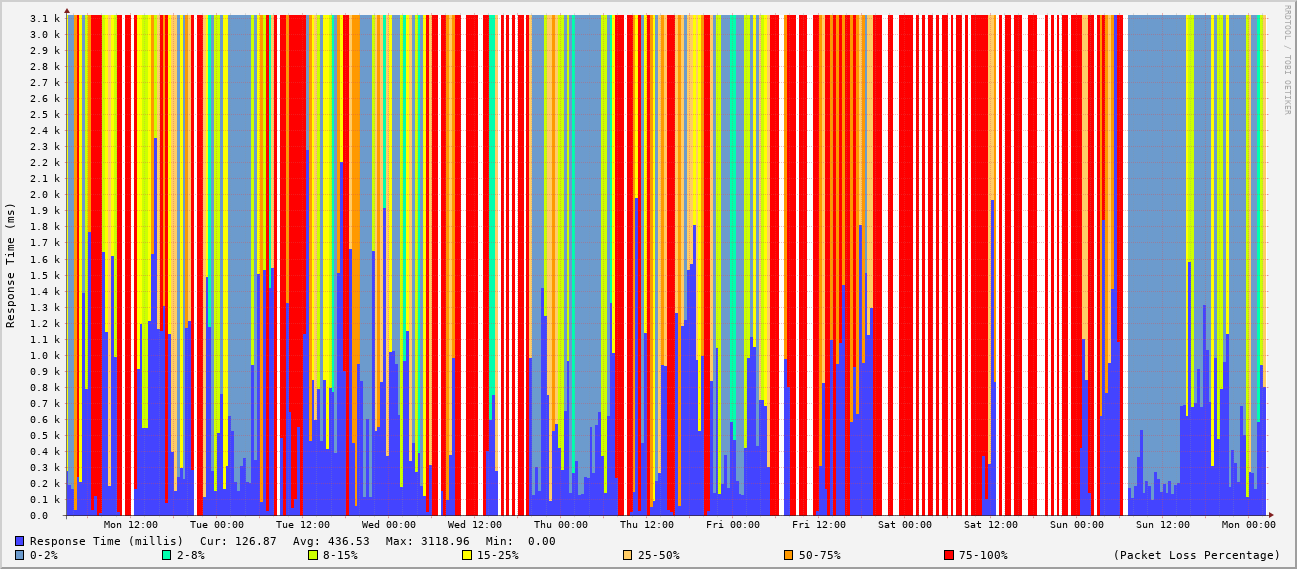 RRDTOOL / TOBI OETIKER
Response Time (ms)
3.1 k
3.0 k
2.9 k
2.8 k
2.7 k
2.6 k
2.5 k
2.4 k
2.3 k
2.2 k
2.1 k
2.0 k
1.9 k
1.8 k
1.7 k
1.6 k
1.5 k
1.4 k
1.3 k
1.2 k
1.1 k
1.0 k
0.9 k
0.8 k
0.7 k
0.6 k
0.5 k
0.4 k
0.3 k
0.2 k
0.1 k
0.0
Mon 12:00 Tue 00:00 Tue 12:00 Wed 00:00 Wed 12:00 Thu 00:00 Thu 12:00 Fri 00:00 Fri 12:00 Sat 00:00 Sat 12:00 Sun 00:00 Sun 12:00 Mon 00:00
Response Time (millis) Cur: 126.87 Avg: 436.53 Max: 3118.96 Min: 0.00
0-2% 2-8% 8-15% 15-25% 25-50% 50-75% 75-100% (Packet Loss Percentage)